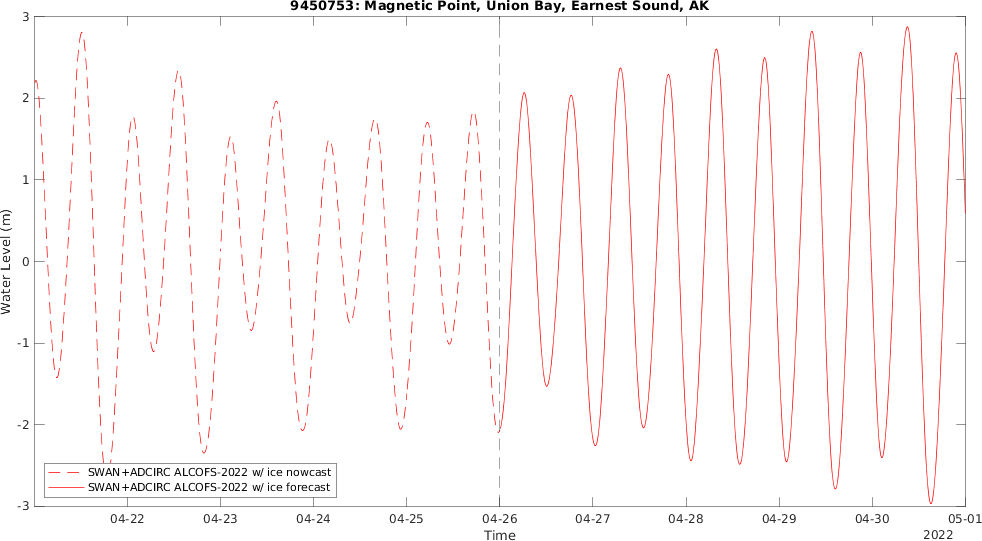 9450753: Magnetic Point, Union Bay, Earnest Sound, AK
3
2
1
0
-1
-2
-3
Water Level (m)
SWAN+ADCIRC ALCOFS-2022 w/ ice nowcast
SWAN+ADCIRC ALCOFS-2022 w/ ice forecast
04-22 04-23 04-24 04-25 04-26 04-27 04-28 04-29 04-30 05-01
Time
2022